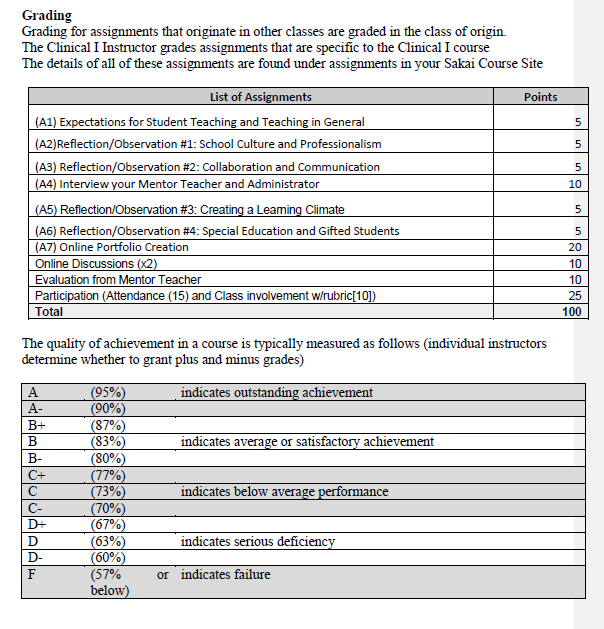 Grading
Grading for assignments that originate in other classes are graded in the class of origin.
The Clinical I Instructor grades assignments that are specific to the Clinical I course
The details of all of these assignments are found under assignments in your Sakai Course Site
List of Assignments Points
(A1) Expectations for Student Teaching and Teaching in General 5
(A2)Reflection/Observation #1: School Culture and Professionalism 5
(A3) Reflection/Observation #2: Collaboration and Communication 5
(A4) Interview your Mentor Teacher and Administrator 10
(A5) Reflection/Observation #3: Creating a Learning Climate 5
(A6) Reflection/Observation #4: Special Education and Gifted Students 5
(A7) Online Portfolio Creation 20
Online Discussions (x2) 10
Evaluation from Mentor Teacher 10
Participation (Attendance (15) and Class involvement w/rubric[10]) 25
Total 100
The quality of achievement in a course is typically measured as follows (individual instructors
determine whether to grant plus and minus grades)
A (95%) indicates outstanding achievement
A- (90%)
B+ (87%)
B (83%) indicates average or satisfactory achievement
B- (80%)
C+ (77%)
C (73%) indicates below average performance
C- (70%)
D+ (67%)
D (63%) indicates serious deficiency
D- (60%)
F (57% or indicates failure
below)